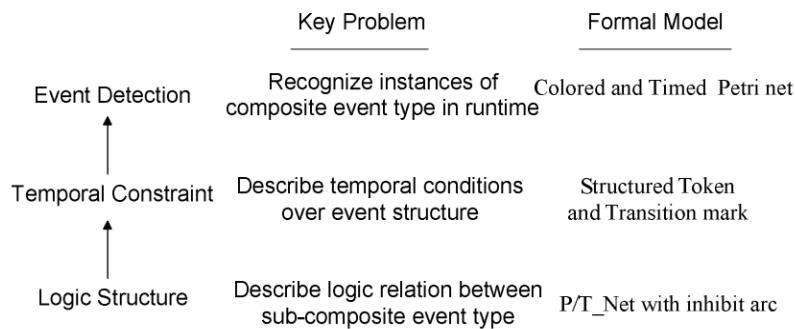 Key Problem
Formal Model
Event Detection
Recognize instances of
composite event type in runtime
Colored and Timed Petri net
Temporal Constraint
Describe temporal conditions
over event structure
Structured Token
and Transition mark
Logic Structure
Describe logic relation between
sub-composite event type
P/T_Net with inhibit arc